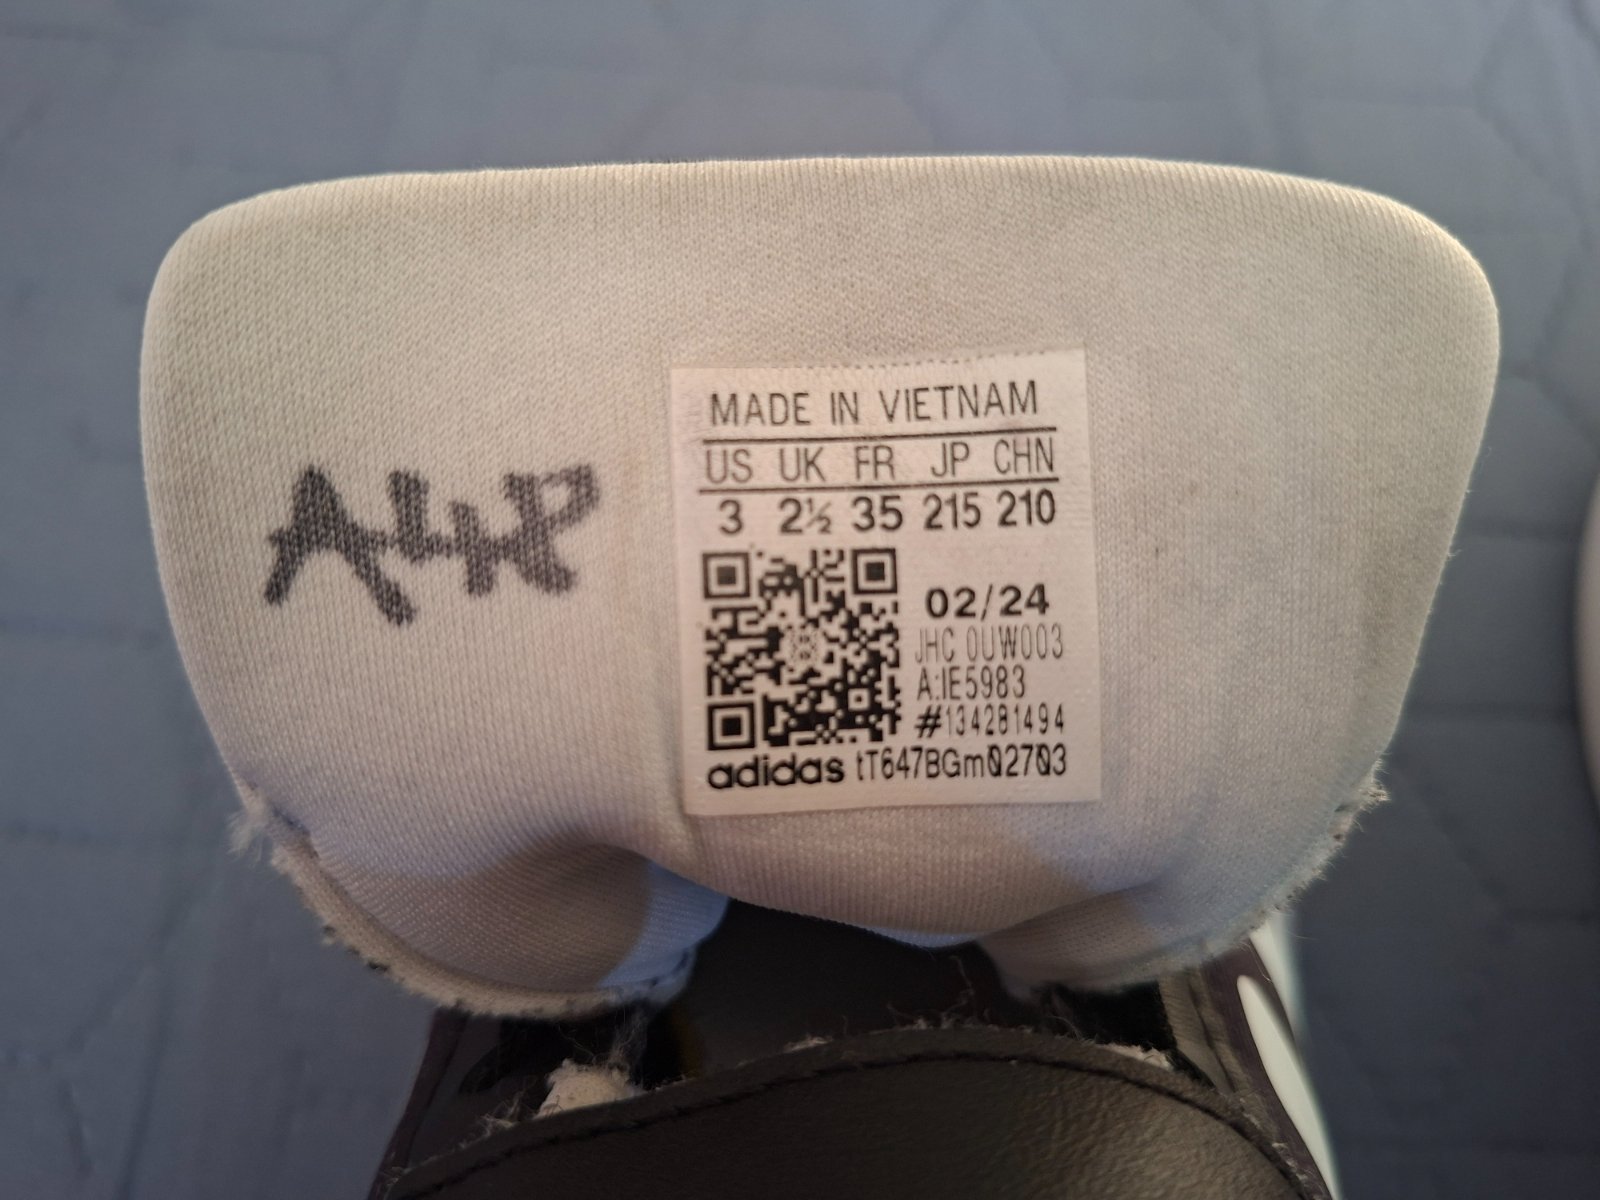 MADE IN VIETNAM
US UK FR JP CHN
3 2½ 35 215 210
02/24
JHC 0UW003
A:IE5983
#134281494
adidas tT647BGm02703